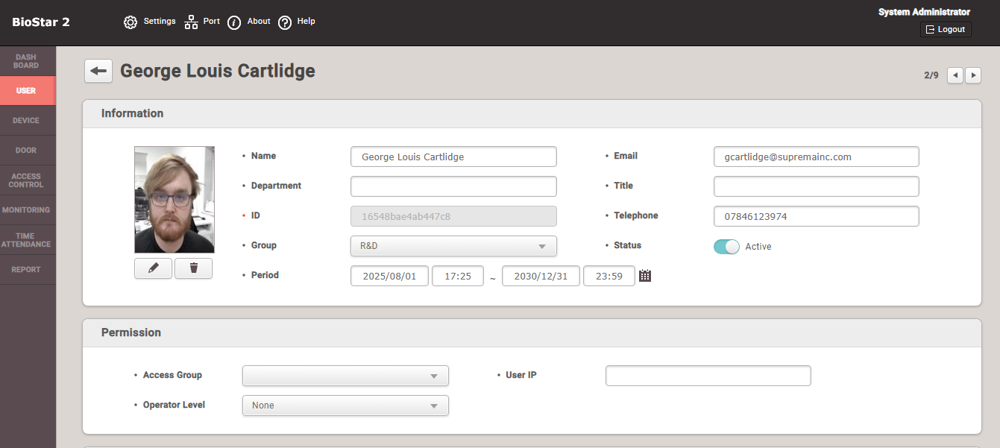 BioStar 2
Settings
Port
About
Help
System Administrator
Logout
DASH
BOARD
USER
DEVICE
DOOR
ACCESS
CONTROL
MONITORING
TIME
ATTENDANCE
REPORT
George Louis Cartlidge
2/9
Information
Name George Louis Cartlidge
Email gcartlidge@supremainc.com
Department
Title
ID 16548bae4ab447c8
Telephone 07846123974
Group R&D
Status Active
Period 2025/08/01 17:25 ~ 2030/12/31 23:59
Permission
Access Group
User IP
Operator Level None